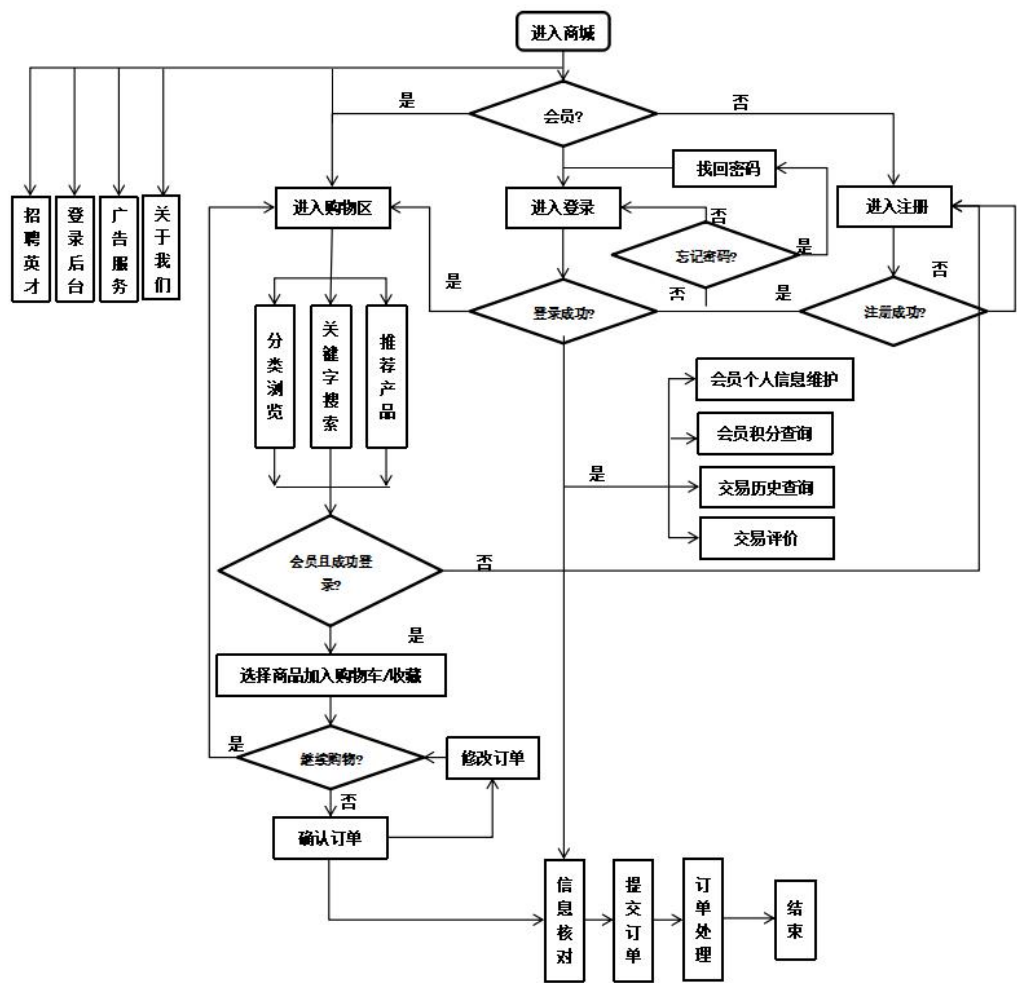 进入商城
是
会员?
否
找回密码
招聘英才
登录后台
广告服务
关于我们
进入购物区
进入登录
进入注册
否
忘记密码?
是
否
是
登录成功?
否
是
注册成功?
分类浏览
关键字搜索
推荐产品
会员个人信息维护
会员积分查询
是
交易历史查询
交易评价
会员且成功登
录?
否
是
选择商品加入购物车/收藏
是
继续购物?
修改订单
否
确认订单
信息核对
提交订单
订单处理
结束